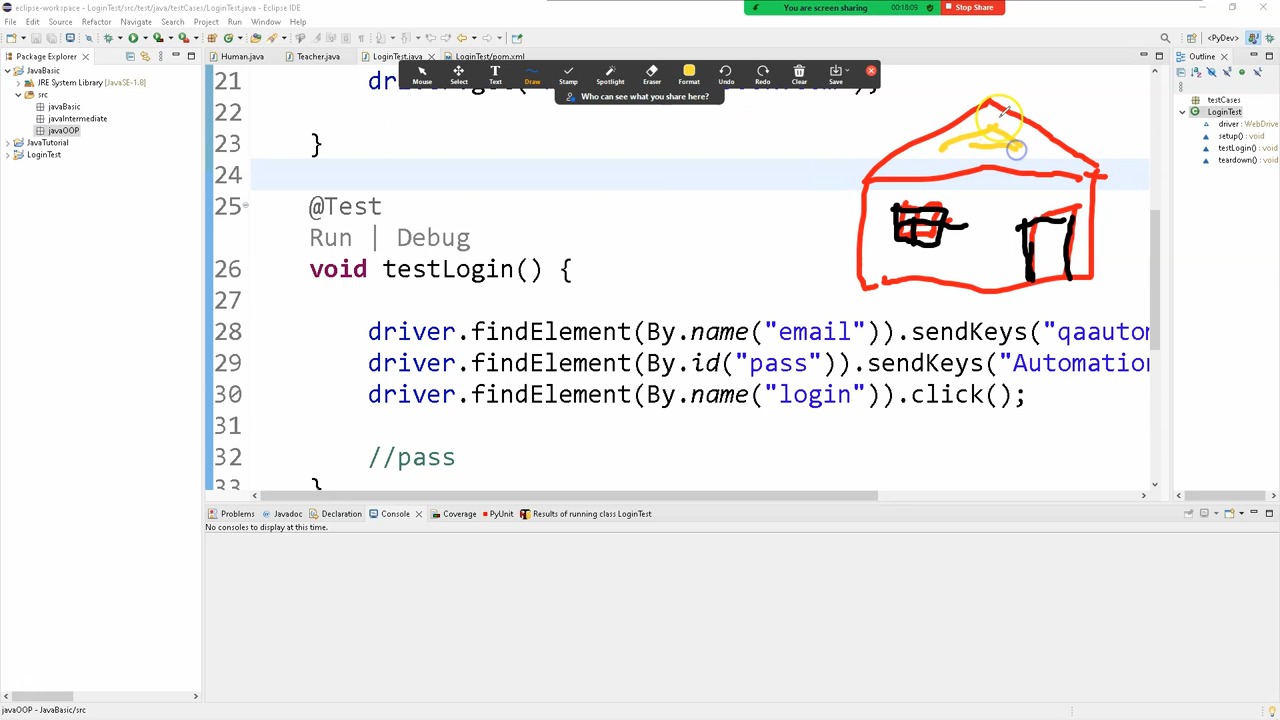 eclipse-workspace - LoginTest/src/test/java/testCases/LoginTest.java - Eclipse IDE
You are screen sharing
00:18:09
Stop Share
File Edit Source Refactor Navigate Search Project Run Window Help
<PyDev>
Package Explorer
Human.java
Teacher.java
LoginTest.java
LoginTest/pom.xml
Outline
Mouse
Select
Text
Draw
Stamp
Spotlight
Eraser
Format
Undo
Redo
Clear
Save
Who can see what you share here?
JavaBasic
JRE System Library [JavaSE-1.8]
src
javaBasic
javaIntermediate
javaOOP
JavaTutorial
LoginTest
21
22
23 }
24
25 @Test
Run | Debug
26 void testLogin() {
27
28 driver.findElement(By.name("email")).sendKeys("qaautom
29 driver.findElement(By.id("pass")).sendKeys("Automation
30 driver.findElement(By.name("login")).click();
31
32 //pass
33 }
testCases
LoginTest
driver : WebDrive
setup() : void
testLogin() : void
teardown() : void
Problems
Javadoc
Declaration
Console
Coverage
PyUnit
Results of running class LoginTest
No consoles to display at this time.
javaOOP - JavaBasic/src